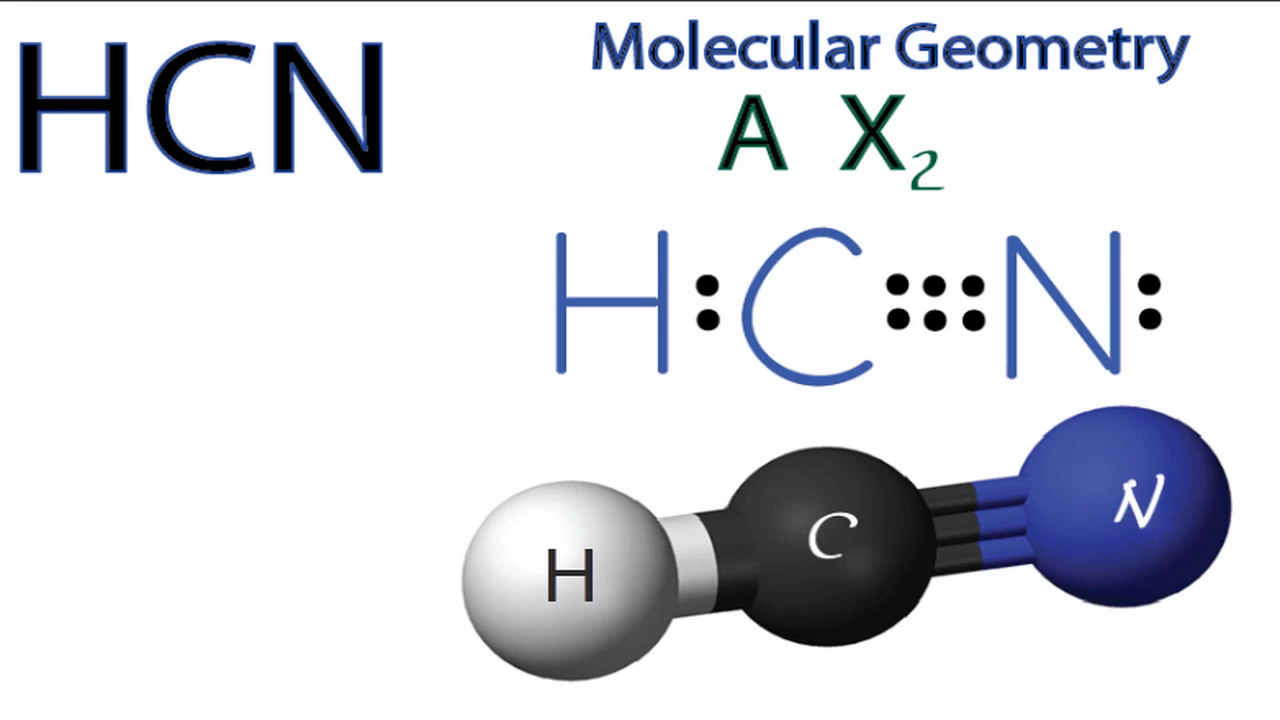 HCN
Molecular Geometry
A X₂
H : C ::: N :
H C N